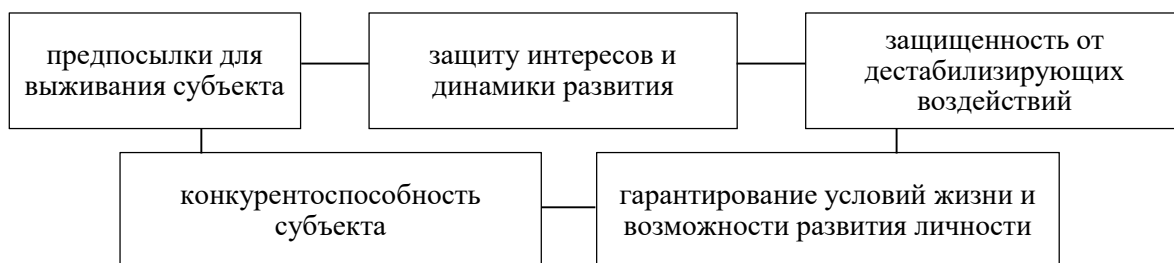 предпосылки для
выживания субъекта
защиту интересов и
динамики развития
защищенность от
дестабилизирующих
воздействий
конкурентоспособность
субъекта
гарантирование условий жизни и
возможности развития личности